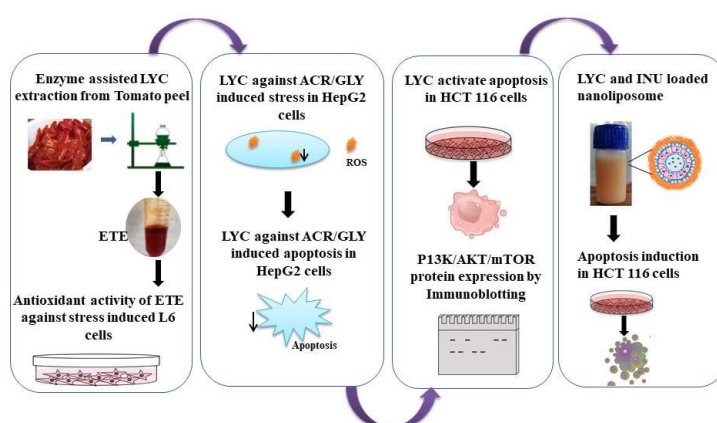 Enzyme assisted LYC
extraction from Tomato peel
ETE
Antioxidant activity of ETE
against stress induced L6
cells
LYC against ACR/GLY
induced stress in HepG2
cells
ROS
LYC against ACR/GLY
induced apoptosis in
HepG2 cells
Apoptosis
LYC activate apoptosis
in HCT 116 cells
P13K/AKT/mTOR
protein expression by
Immunoblotting
LYC and INU loaded
nanoliposome
Apoptosis induction
in HCT 116 cells